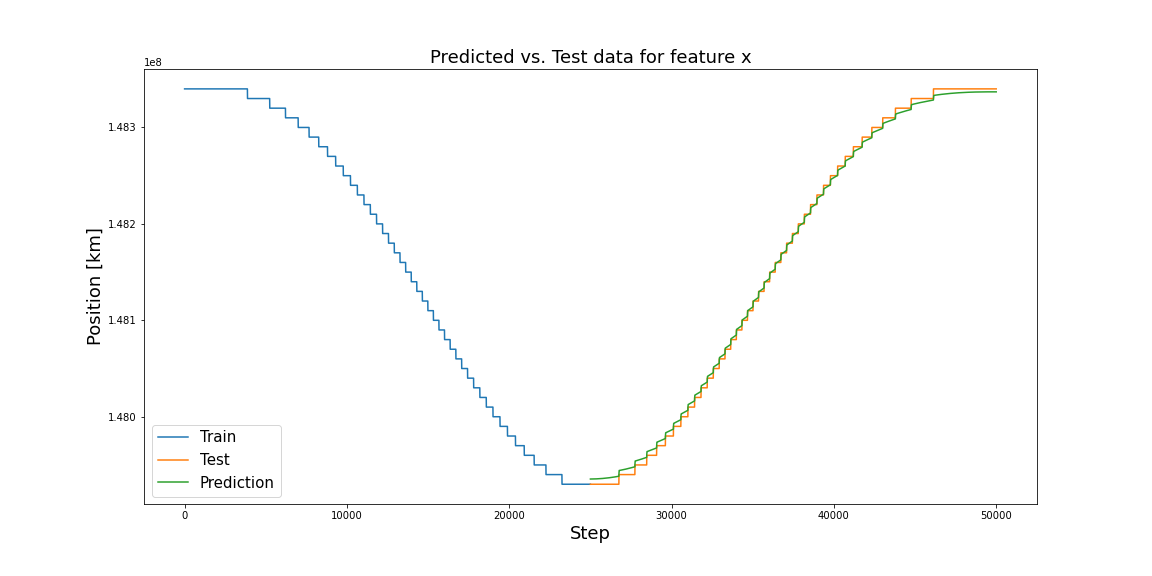 Predicted vs. Test data for feature x
1e8
1.483
1.482
1.481
1.480
Position [km]
Train
Test
Prediction
0 10000 20000 30000 40000 50000
Step